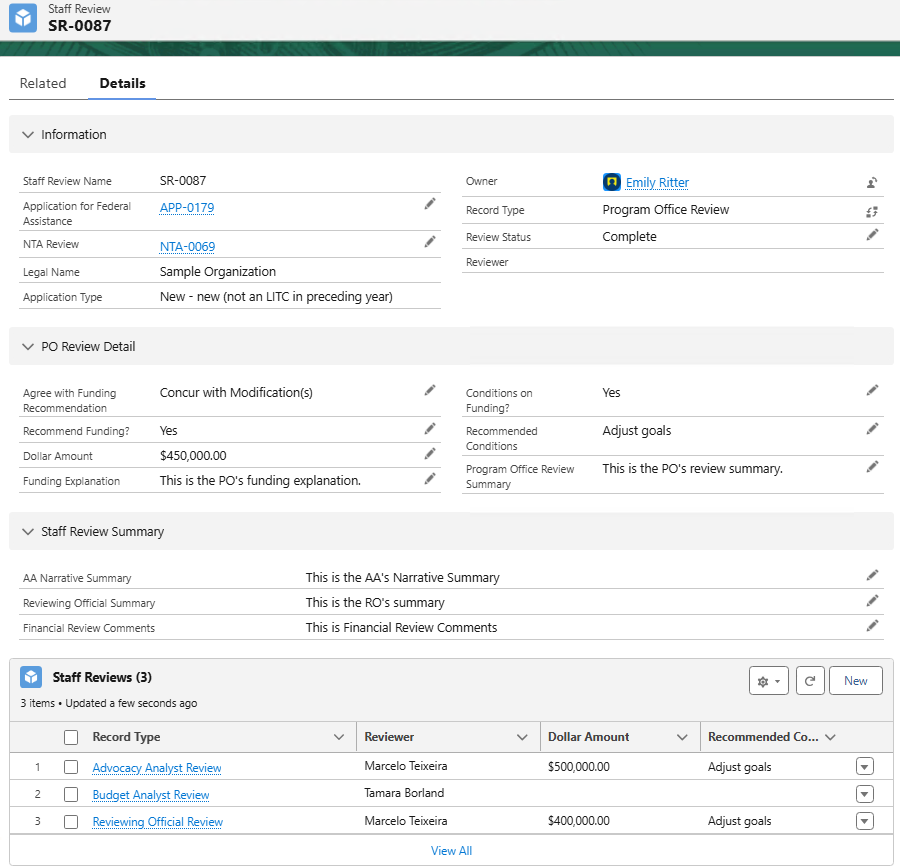 Staff Review
SR-0087
Related Details
Information
Staff Review Name SR-0087
Owner Emily Ritter
Application for Federal Assistance APP-0179
Record Type Program Office Review
NTA Review NTA-0069
Review Status Complete
Legal Name Sample Organization
Reviewer
Application Type New - new (not an LITC in preceding year)
PO Review Detail
Agree with Funding Recommendation Concur with Modification(s)
Conditions on Funding? Yes
Recommend Funding? Yes
Recommended Conditions Adjust goals
Dollar Amount $450,000.00
Program Office Review Summary This is the PO's review summary.
Funding Explanation This is the PO's funding explanation.
Staff Review Summary
AA Narrative Summary This is the AA's Narrative Summary
Reviewing Official Summary This is the RO's summary
Financial Review Comments This is Financial Review Comments
Staff Reviews (3)
3 items • Updated a few seconds ago
New
Record Type Reviewer Dollar Amount Recommended Co...
1 Advocacy Analyst Review Marcelo Teixeira $500,000.00 Adjust goals
2 Budget Analyst Review Tamara Borland
3 Reviewing Official Review Marcelo Teixeira $400,000.00 Adjust goals
View All